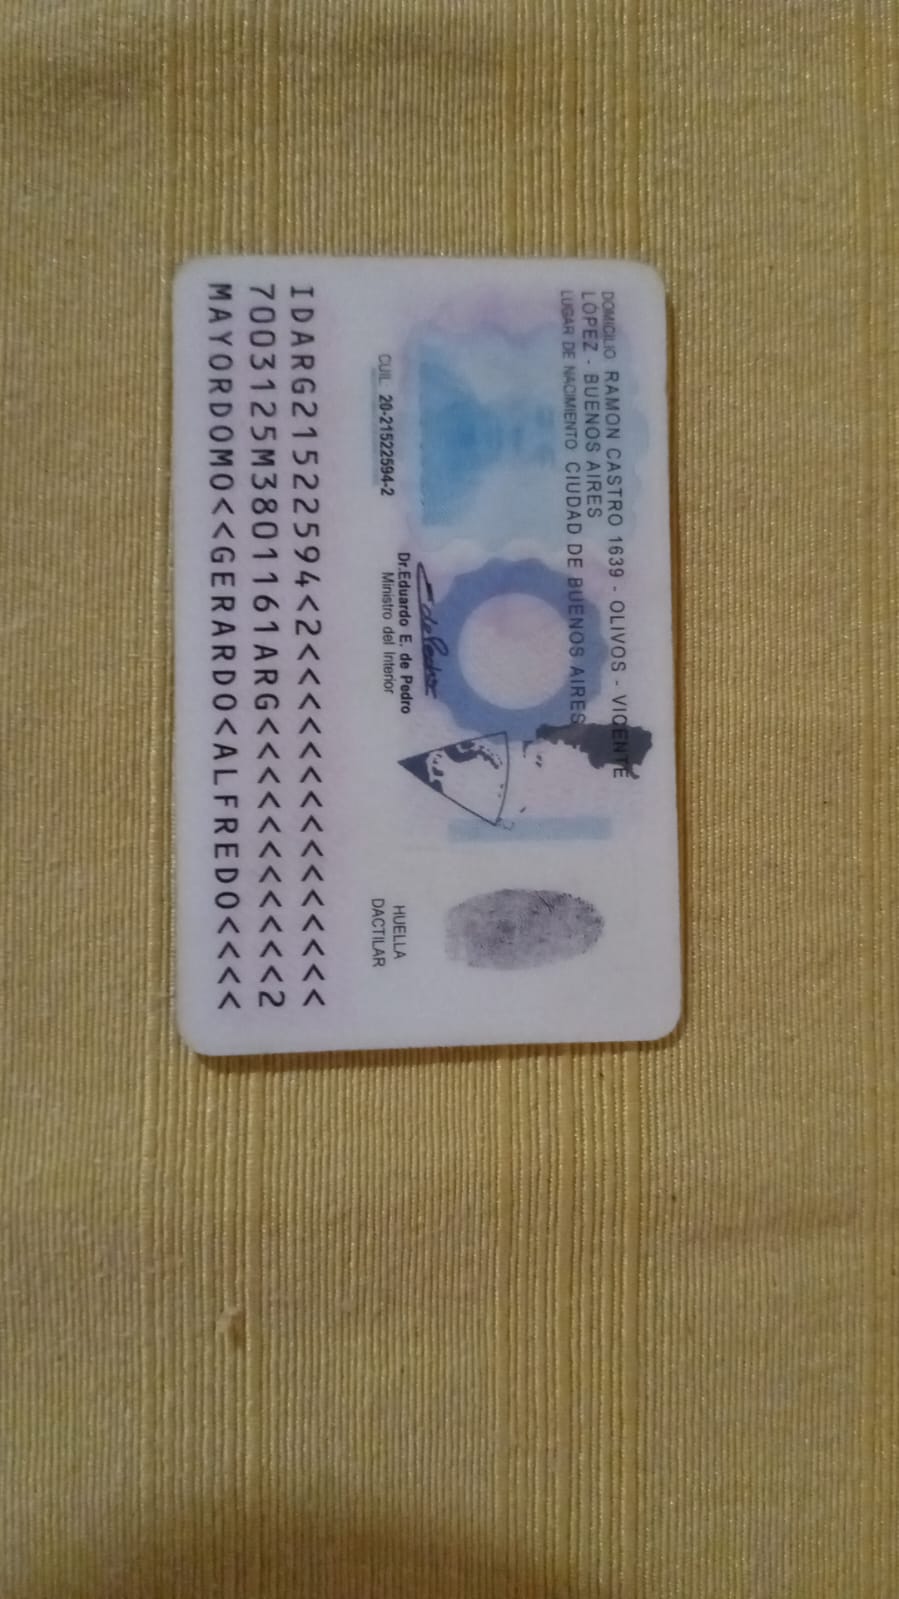 DOMICILIO RAMON CASTRO 1639 - OLIVOS - VICENTE
LÓPEZ - BUENOS AIRES
LUGAR DE NACIMIENTO CIUDAD DE BUENOS AIRES
CUIL 20-21522594-2
Dr.Eduardo E. de Pedro
Ministro del Interior
HUELLA
DACTILAR
IDARG21522594<2<<<<<<<<<<<<<<<
7003125M3801161ARG<<<<<<<<<<<2
MAYORDOMO<<GERARDO<ALFREDO<<<<